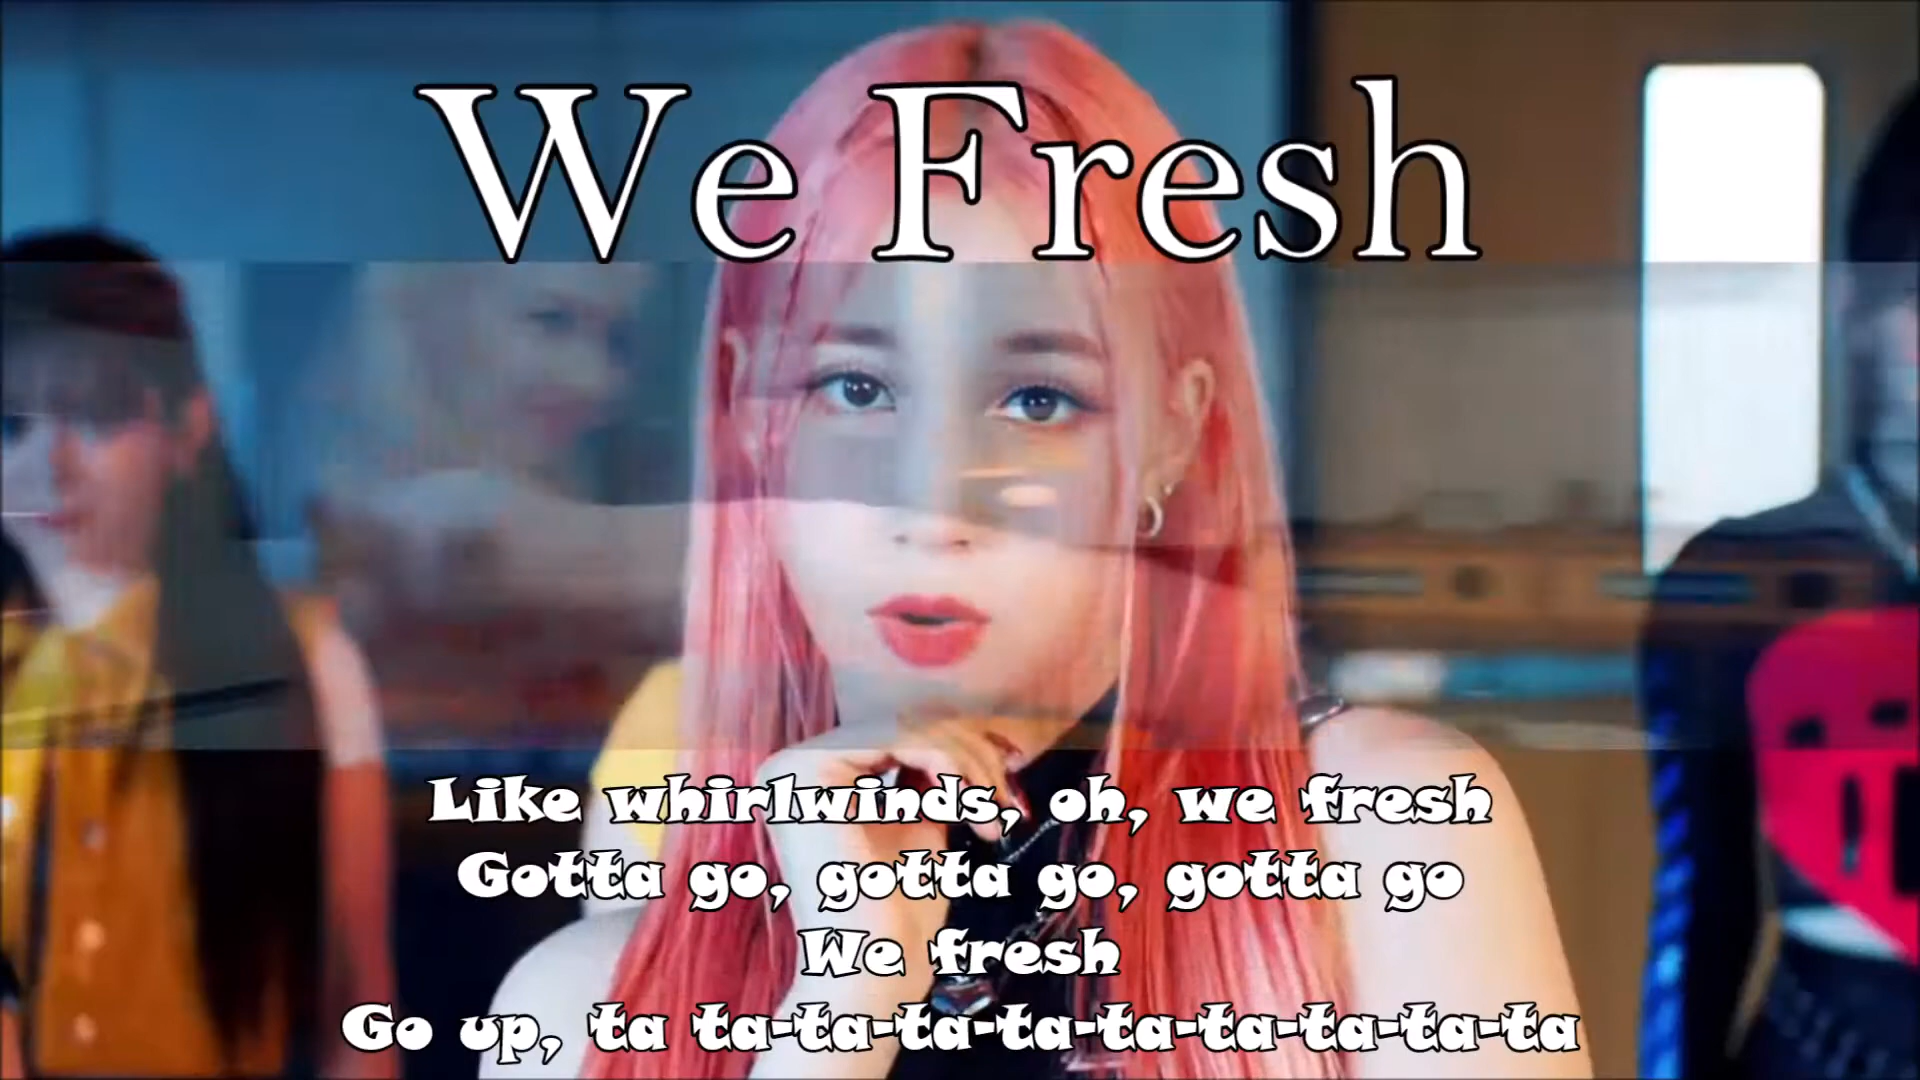 We Fresh
Like whirlwinds, oh, we fresh
Gotta go, gotta go, gotta go
We fresh
Go up, ta ta-ta-ta-ta-ta-ta-ta-ta-ta